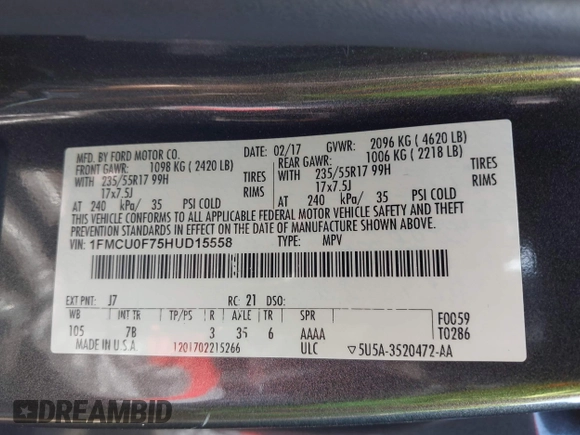 MFD. BY FORD MOTOR CO. DATE: 02/17 GVWR: 2096 KG ( 4620 LB)
FRONT GAWR: 1098 KG ( 2420 LB) REAR GAWR: 1006 KG ( 2218 LB)
WITH 235/55R17 99H TIRES WITH 235/55R17 99H TIRES
17x7.5J RIMS 17x7.5J RIMS
AT 240 kPa/ 35 PSI COLD AT 240 kPa/ 35 PSI COLD
THIS VEHICLE CONFORMS TO ALL APPLICABLE FEDERAL MOTOR VEHICLE SAFETY AND THEFT
PREVENTION STANDARDS IN EFFECT ON THE DATE OF MANUFACTURE SHOWN ABOVE.
VIN: 1FMCU0F75HUD15558 TYPE: MPV
EXT PNT: J7 RC: 21 DSO:
WB INT TR TP/PS R AXLE TR SPR F0059
105 7B 3 35 6 AAAA T0286
MADE IN U.S.A. 1201702215266 ULC ▽5U5A-3520472-AA
DREAMBID